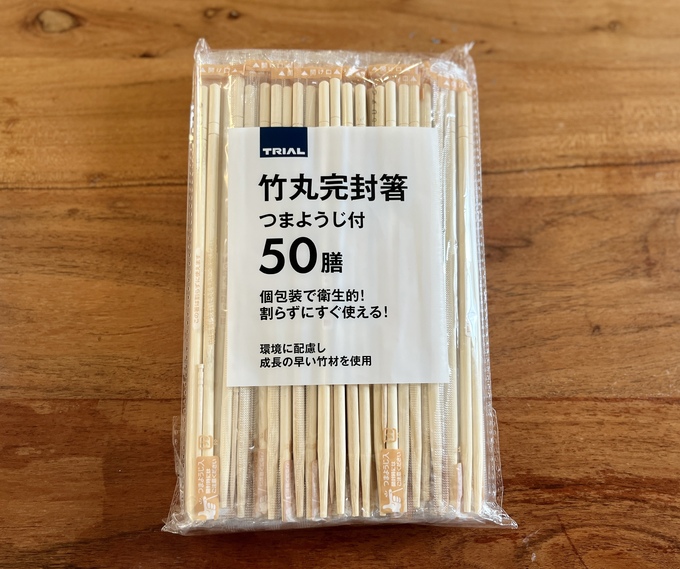 TRIAL
竹丸完封箸
つまようじ付
50膳
個包装で衛生的!
割らずにすぐ使える!
環境に配慮し
成長の早い竹材を使用